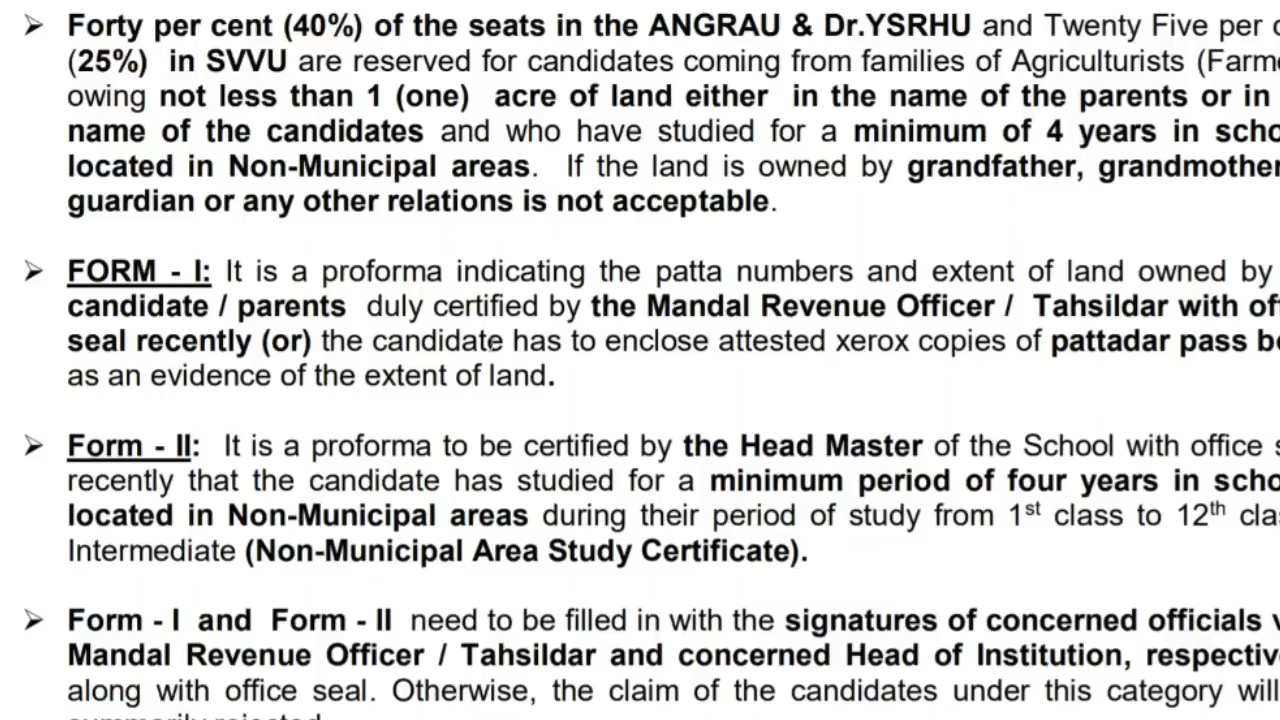 ➢ Forty per cent (40%) of the seats in the ANGRAU & Dr.YSRHU and Twenty Five per
(25%) in SVVU are reserved for candidates coming from families of Agriculturists
owing not less than 1 (one) acre of land either in the name of the parents or in
name of the candidates and who have studied for a minimum of 4 years in
located in Non-Municipal areas. If the land is owned by grandfather, grandmother
guardian or any other relations is not acceptable.
➢ FORM - I: It is a proforma indicating the patta numbers and extent of land owned by
candidate / parents duly certified by the Mandal Revenue Officer / Tahsildar with
seal recently (or) the candidate has to enclose attested xerox copies of pattadar pass
as an evidence of the extent of land.
➢ Form - II: It is a proforma to be certified by the Head Master of the School with office
recently that the candidate has studied for a minimum period of four years in
located in Non-Municipal areas during their period of study from 1st class to 12th
Intermediate (Non-Municipal Area Study Certificate).
➢ Form - I and Form - II need to be filled in with the signatures of concerned officials
Mandal Revenue Officer / Tahsildar and concerned Head of Institution,
along with office seal. Otherwise, the claim of the candidates under this category will